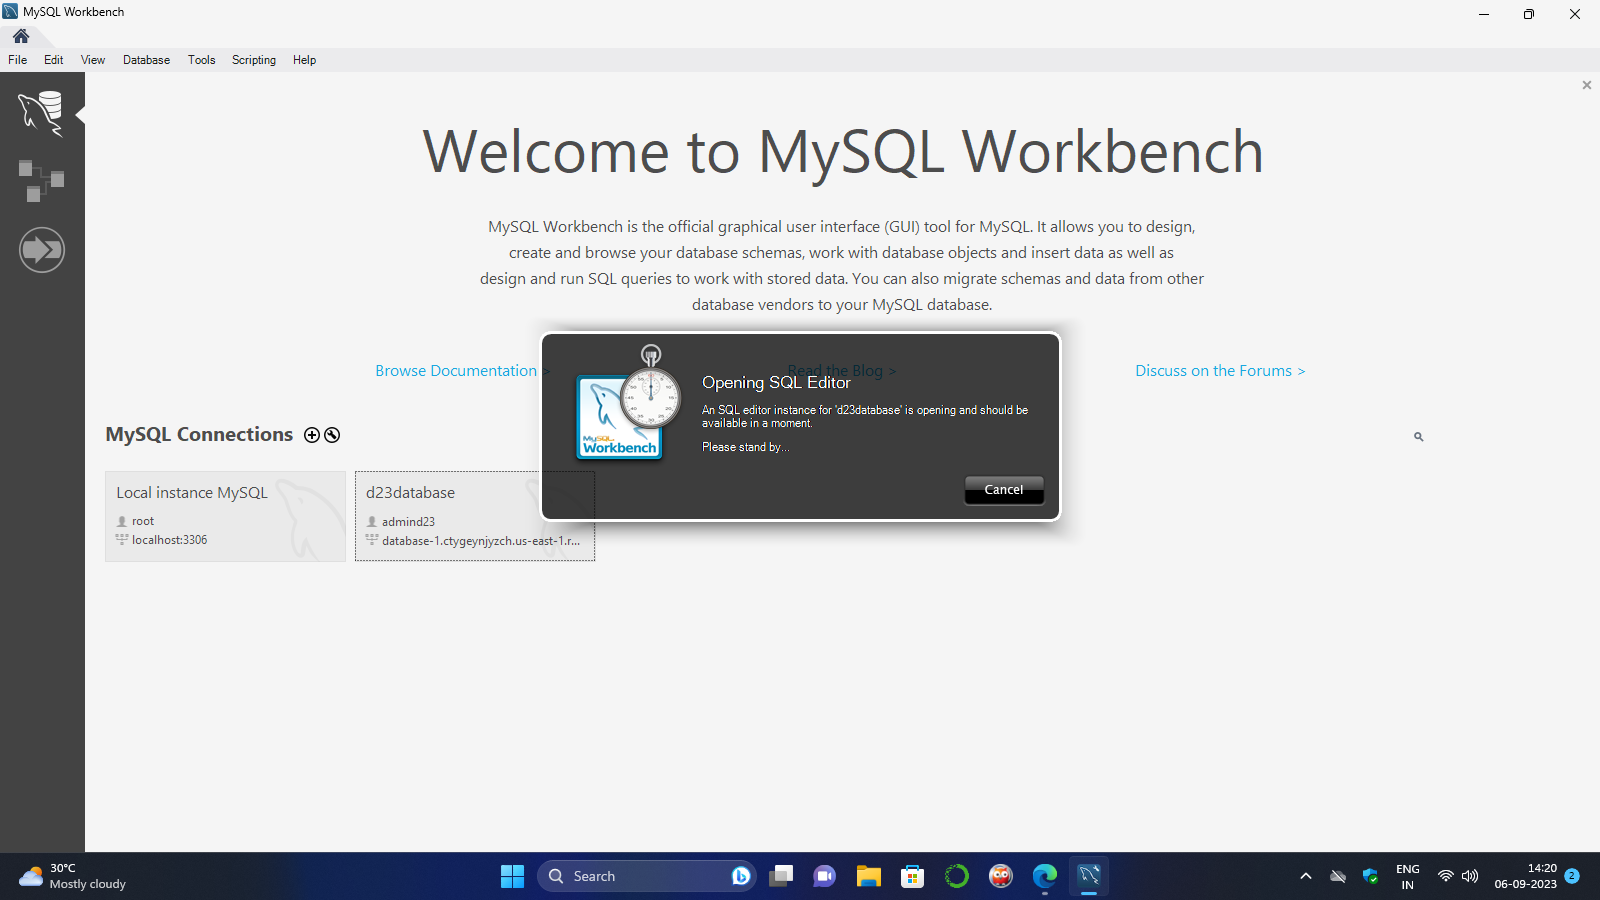 MySQL Workbench
File Edit View Database Tools Scripting Help
Welcome to MySQL Workbench
MySQL Workbench is the official graphical user interface (GUI) tool for MySQL. It allows you to design,
create and browse your database schemas, work with database objects and insert data as well as
design and run SQL queries to work with stored data. You can also migrate schemas and data from other
database vendors to your MySQL database.
Browse Documentation >
Read the Blog >
Discuss on the Forums >
MySQL
Workbench
Opening SQL Editor
An SQL editor instance for 'd23database' is opening and should be
available in a moment.
Please stand by...
Cancel
MySQL Connections
Local instance MySQL
root
localhost:3306
d23database
admind23
database-1.ctygeynjyzch.us-east-1.r...
30°C
Mostly cloudy
Search
ENG
IN
14:20
06-09-2023
2